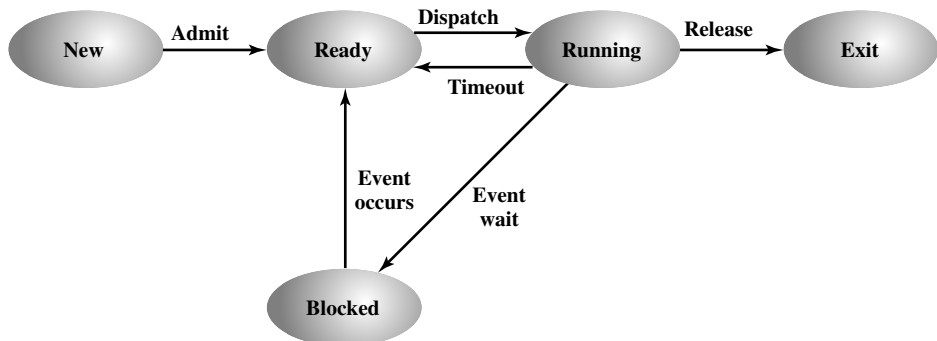 Dispatch
Admit
Release
New
Ready
Running
Exit
Timeout
Event
occurs
Event
wait
Blocked